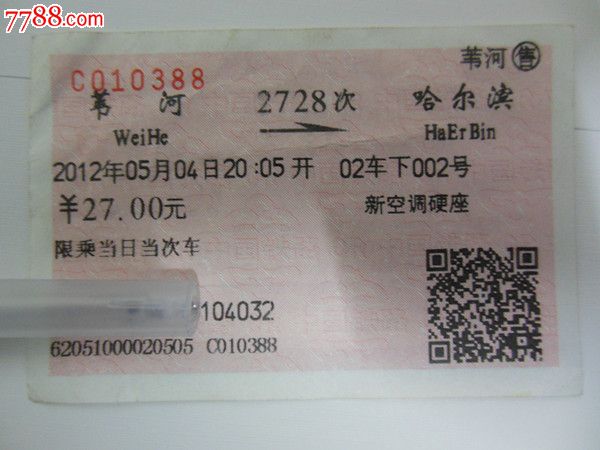 7788.com
苇河 售
C010388
苇河 2728次 哈尔滨
WeiHe HaErBin
2012年05月04日20:05开 02车下002号
￥27.00元 新空调硬座
限乘当日当次车
104032
62051000020505 C010388